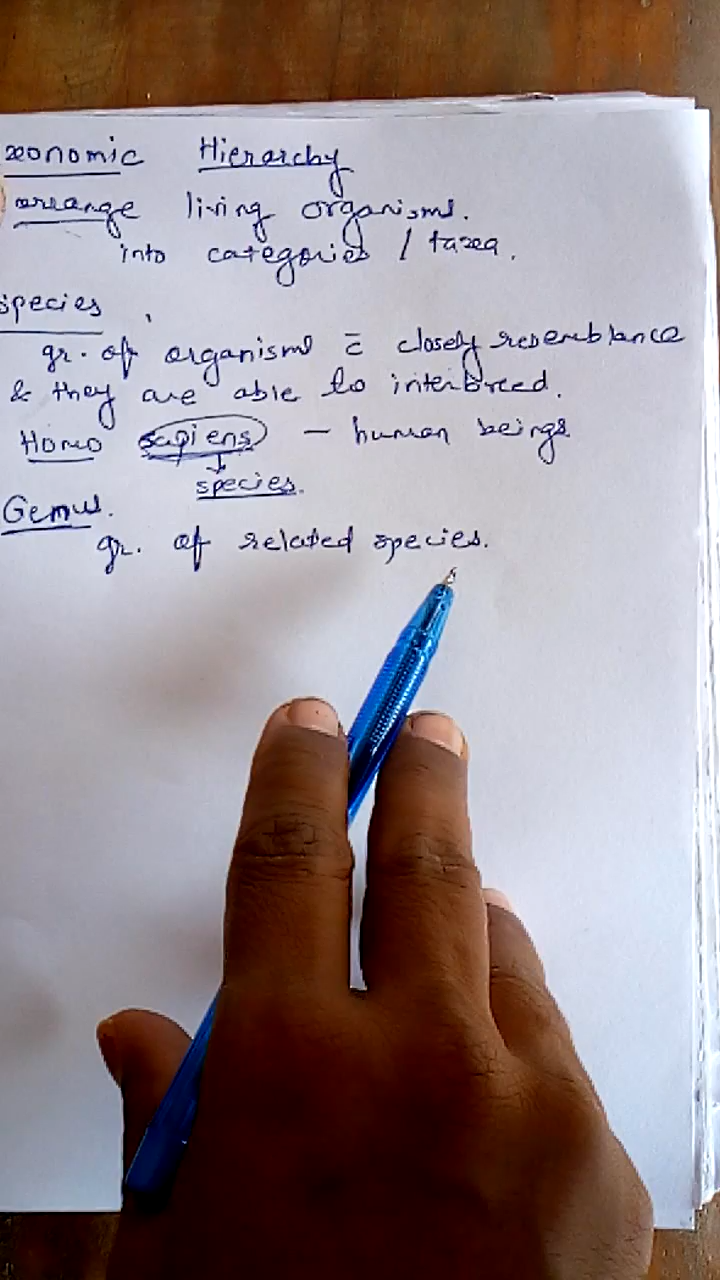 xonomic Hierarchy
arrange living organisms.
into categories / taxa.
species
gr. of organisms c̄ closely resemblance
& they are able to interbreed.
Homo sapiens - human beings
species.
Genus.
gr. of related species.